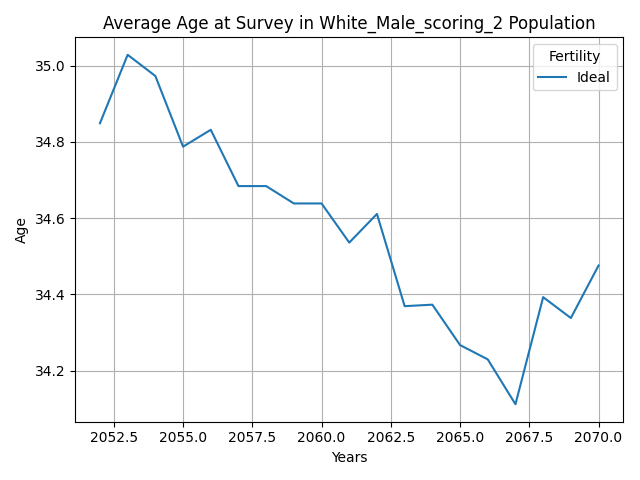 Average Age at Survey in White_Male_scoring_2 Population
Fertility
Ideal
Age
35.0
34.8
34.6
34.4
34.2
2052.5 2055.0 2057.5 2060.0 2062.5 2065.0 2067.5 2070.0
Years